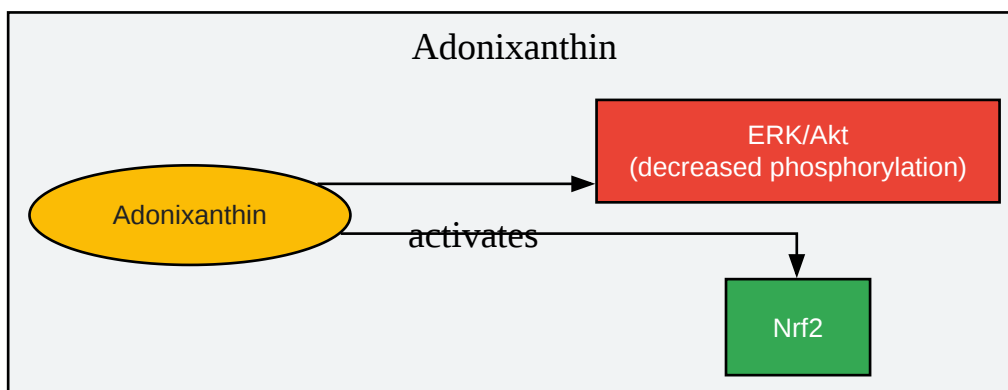 Adonixanthin
ERK/Akt
(decreased phosphorylation)
Adonixanthin
activates
Nrf2